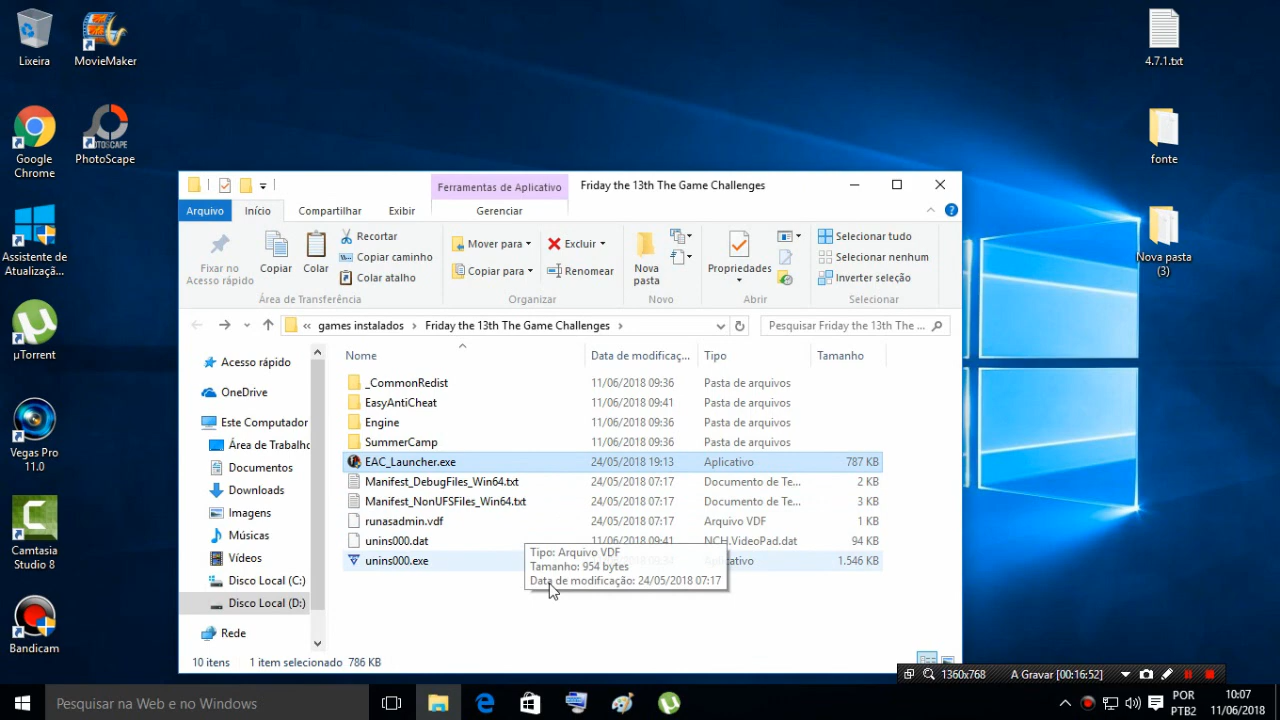 Lixeira
MovieMaker
Google
Chrome
PHOTOSCAPE
PhotoScape
Assistente de
Atualizaçã...
µTorrent
Vegas Pro
11.0
Camtasia
Studio 8
Bandicam
4.7.1.txt
fonte
Nova pasta
(3)
Ferramentas de Aplicativo
Friday the 13th The Game Challenges
Arquivo
Início
Compartilhar
Exibir
Gerenciar
Fixar no
Acesso rápido
Copiar
Colar
Recortar
Copiar caminho
Colar atalho
Área de Transferência
Mover para
Copiar para
Excluir
Renomear
Organizar
Nova
pasta
Novo
Propriedades
Abrir
Selecionar tudo
Selecionar nenhum
Inverter seleção
Selecionar
« games instalados > Friday the 13th The Game Challenges >
Pesquisar Friday the 13th The ...
Acesso rápido
OneDrive
Este Computador
Área de Trabalho
Documentos
Downloads
Imagens
Músicas
Vídeos
Disco Local (C:)
Disco Local (D:)
Rede
Nome Data de modificaç... Tipo Tamanho
_CommonRedist 11/06/2018 09:36 Pasta de arquivos
EasyAntiCheat 11/06/2018 09:41 Pasta de arquivos
Engine 11/06/2018 09:36 Pasta de arquivos
SummerCamp 11/06/2018 09:36 Pasta de arquivos
EAC_Launcher.exe 24/05/2018 19:13 Aplicativo 787 KB
Manifest_DebugFiles_Win64.txt 24/05/2018 07:17 Documento de Te... 2 KB
Manifest_NonUFSFiles_Win64.txt 24/05/2018 07:17 Documento de Te... 3 KB
runasadmin.vdf 24/05/2018 07:17 Arquivo VDF 1 KB
unins000.dat 11/06/2018 09:41 NCH.VideoPad.dat 94 KB
unins000.exe 1.546 KB
Tipo: Arquivo VDF
Tamanho: 954 bytes
Data de modificação: 24/05/2018 07:17
10 itens 1 item selecionado 786 KB
1360x768 A Gravar [00:16:52]
Pesquisar na Web e no Windows
POR
PTB2
10:07
11/06/2018